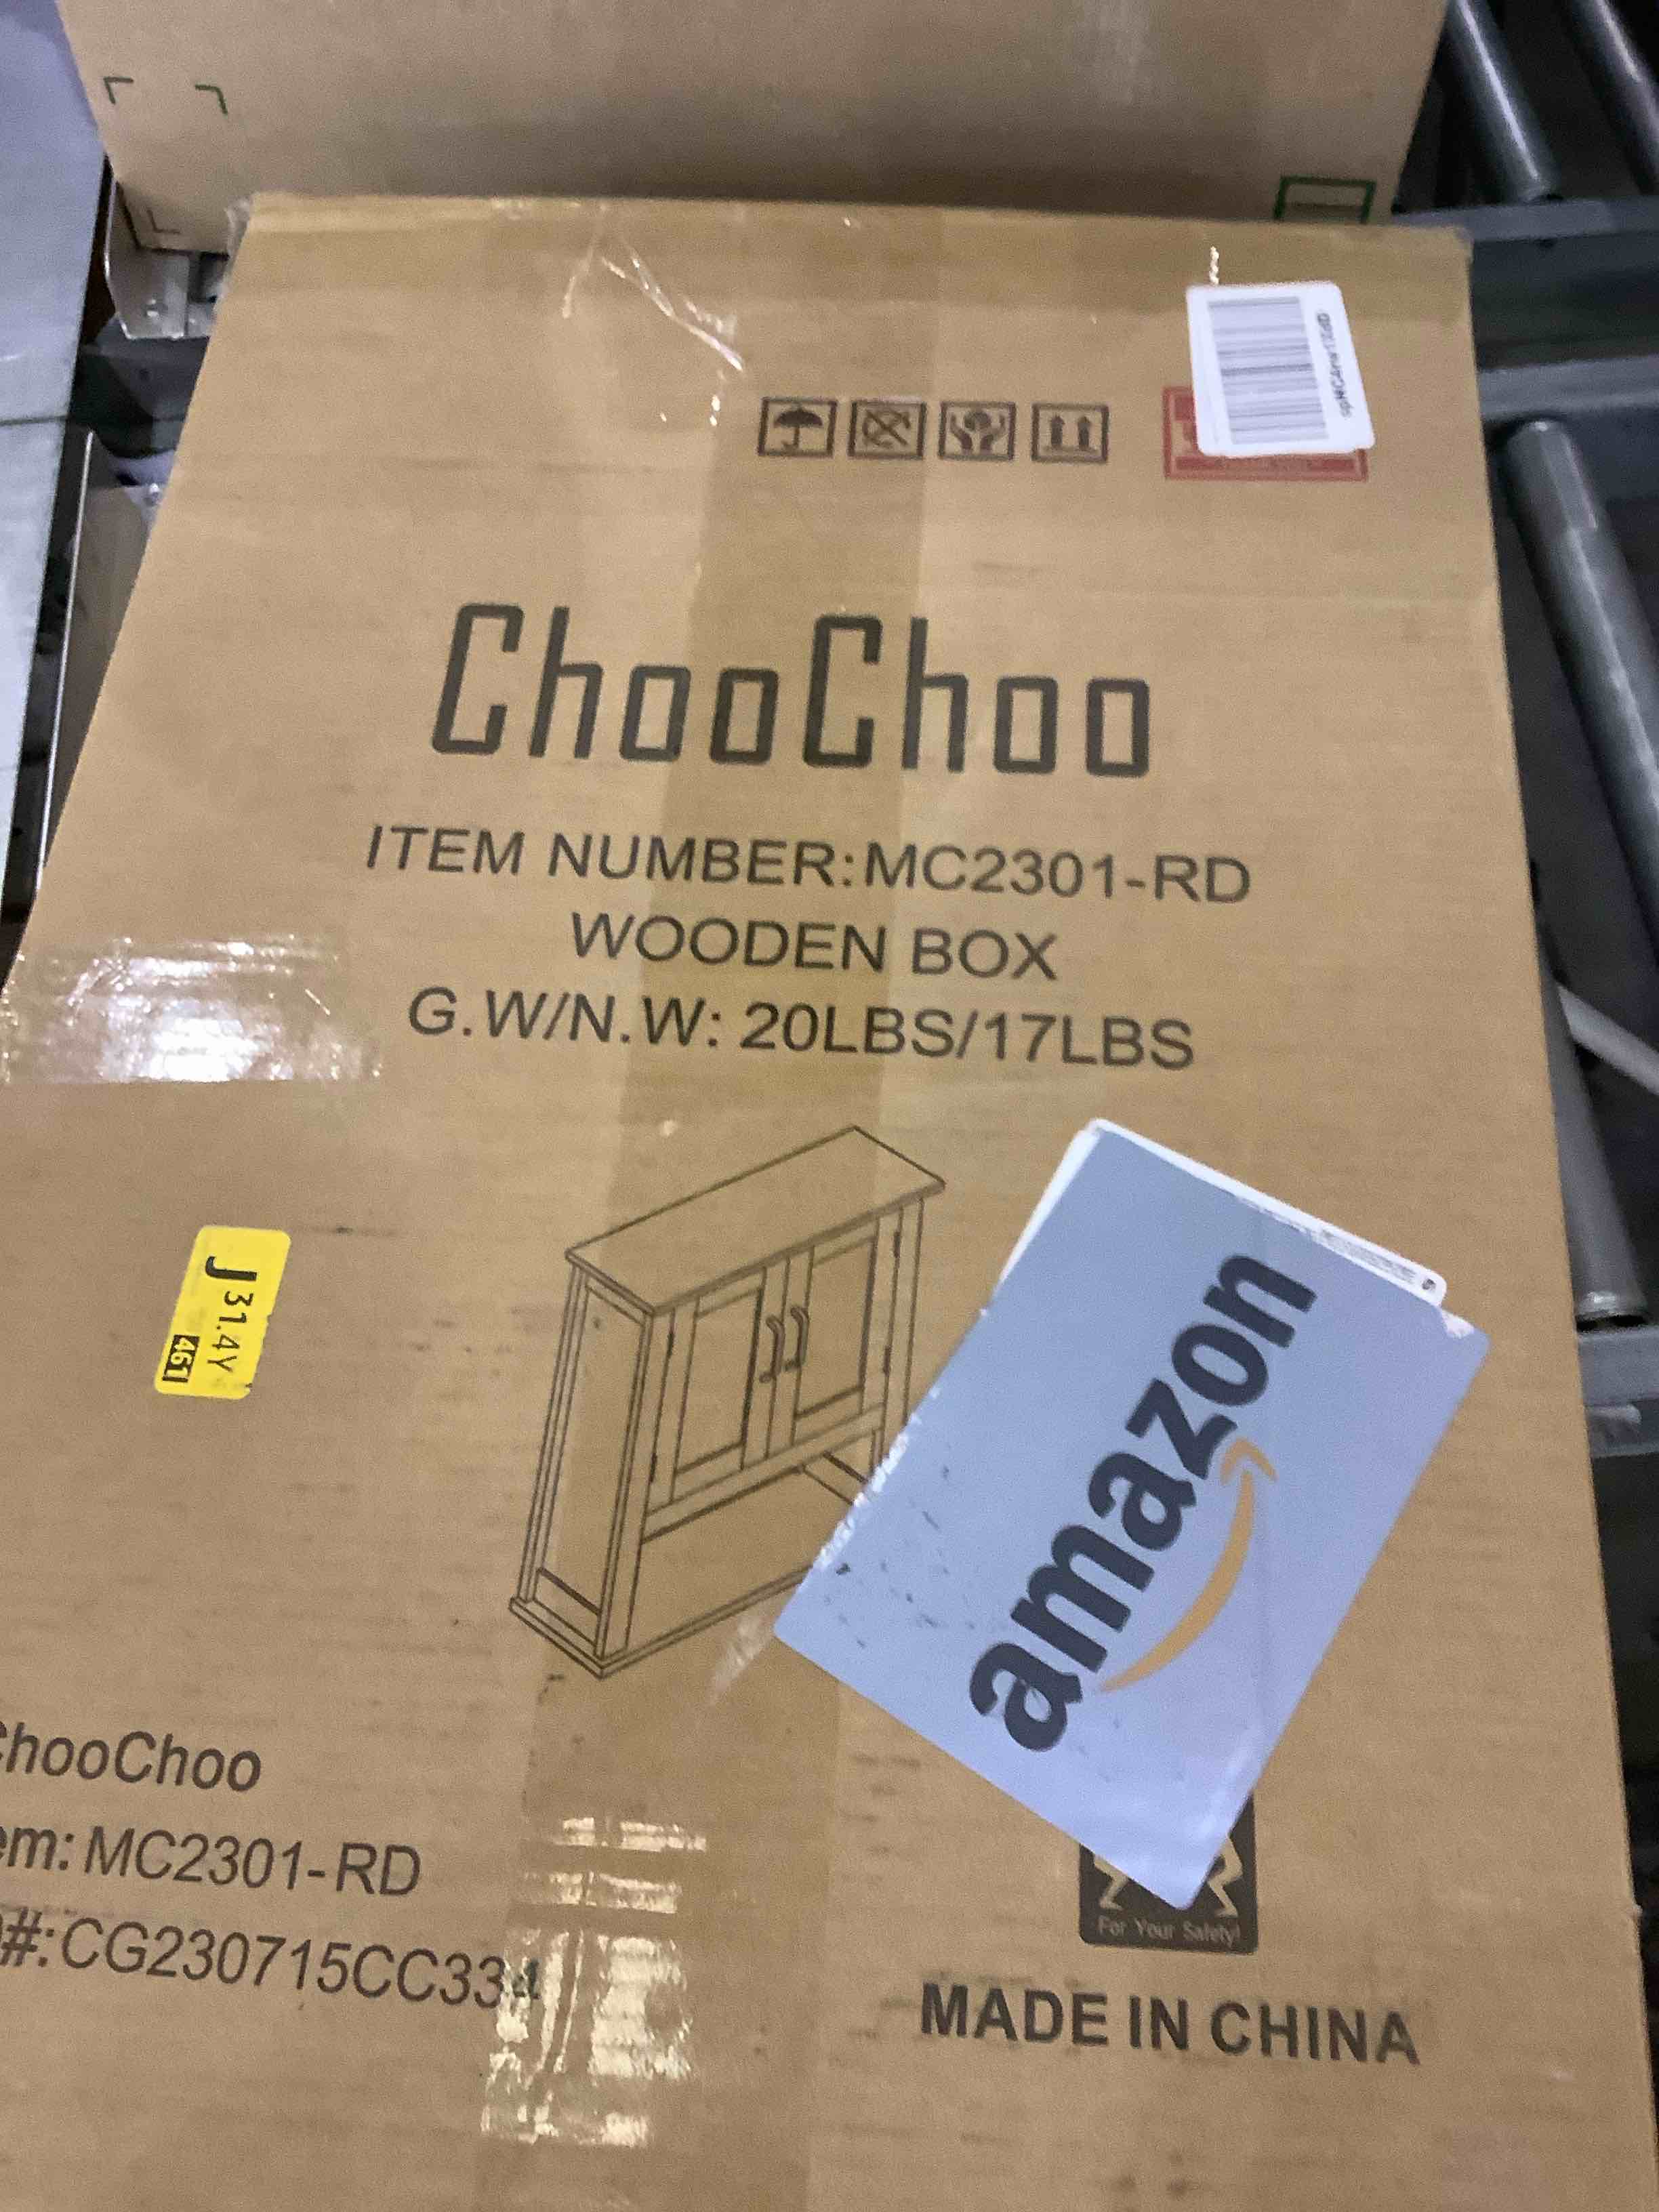 ChooChoo
ITEM NUMBER:MC2301-RD
WOODEN BOX
G.W/N.W: 20LBS/17LBS
J 31.4Y
461
amazon
hooChoo
em: MC2301-RD
#:CG230715CC334
For Your Safety!
MADE IN CHINA